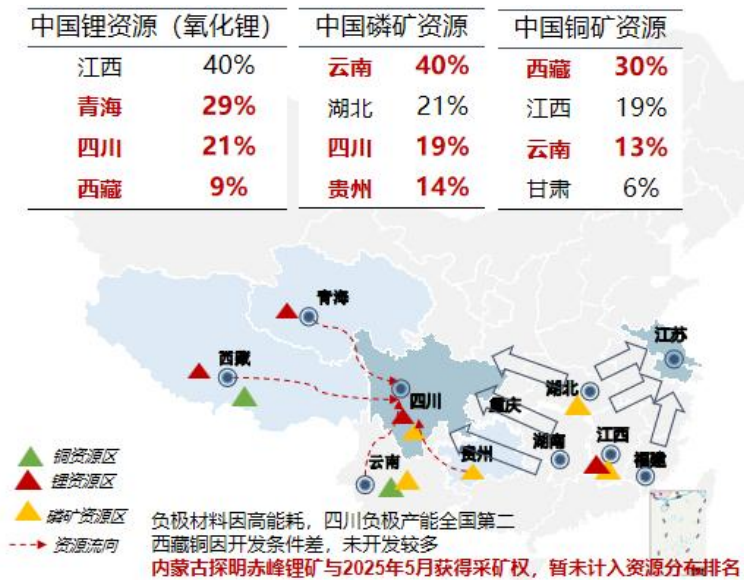 中国锂资源（氧化锂） 中国磷矿资源 中国铜矿资源
江西 40% 云南 40% 西藏 30%
青海 29% 湖北 21% 江西 19%
四川 21% 四川 19% 云南 13%
西藏 9% 贵州 14% 甘肃 6%
青海
江苏
西藏
四川
湖北
重庆
湖南
江西
云南
贵州
福建
铜资源区
锂资源区
磷矿资源区
资源流向
负极材料因高能耗，四川负极产能全国第二
西藏铜因开发条件差，未开发较多
内蒙古探明赤峰锂矿与2025年5月获得采矿权，暂未计入资源分布排名